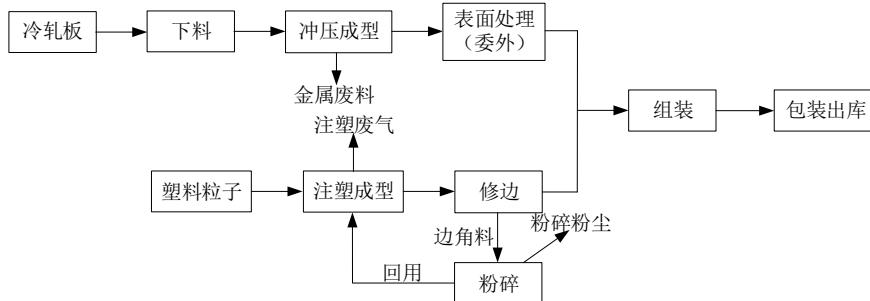 冷轧板
下料
冲压成型
表面处理
（委外）
金属废料
注塑废气
组装
包装出库
塑料粒子
注塑成型
修边
边角料
粉碎粉尘
回用
粉碎